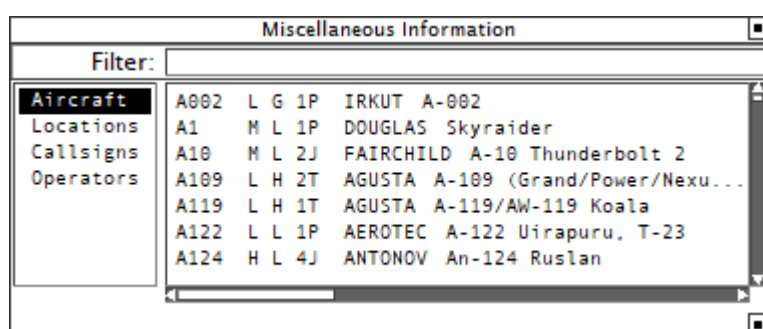 Miscellaneous Information
Filter:
Aircraft
Locations
Callsigns
Operators
A002 L G 1P IRKUT A-002
A1 M L 1P DOUGLAS Skyraider
A10 M L 2J FAIRCHILD A-10 Thunderbolt 2
A109 L H 2T AGUSTA A-109 (Grand/Power/Nexu...
A119 L H 1T AGUSTA A-119/AW-119 Koala
A122 L L 1P AEROTEC A-122 Uirapuru, T-23
A124 H L 4J ANTONOV An-124 Ruslan